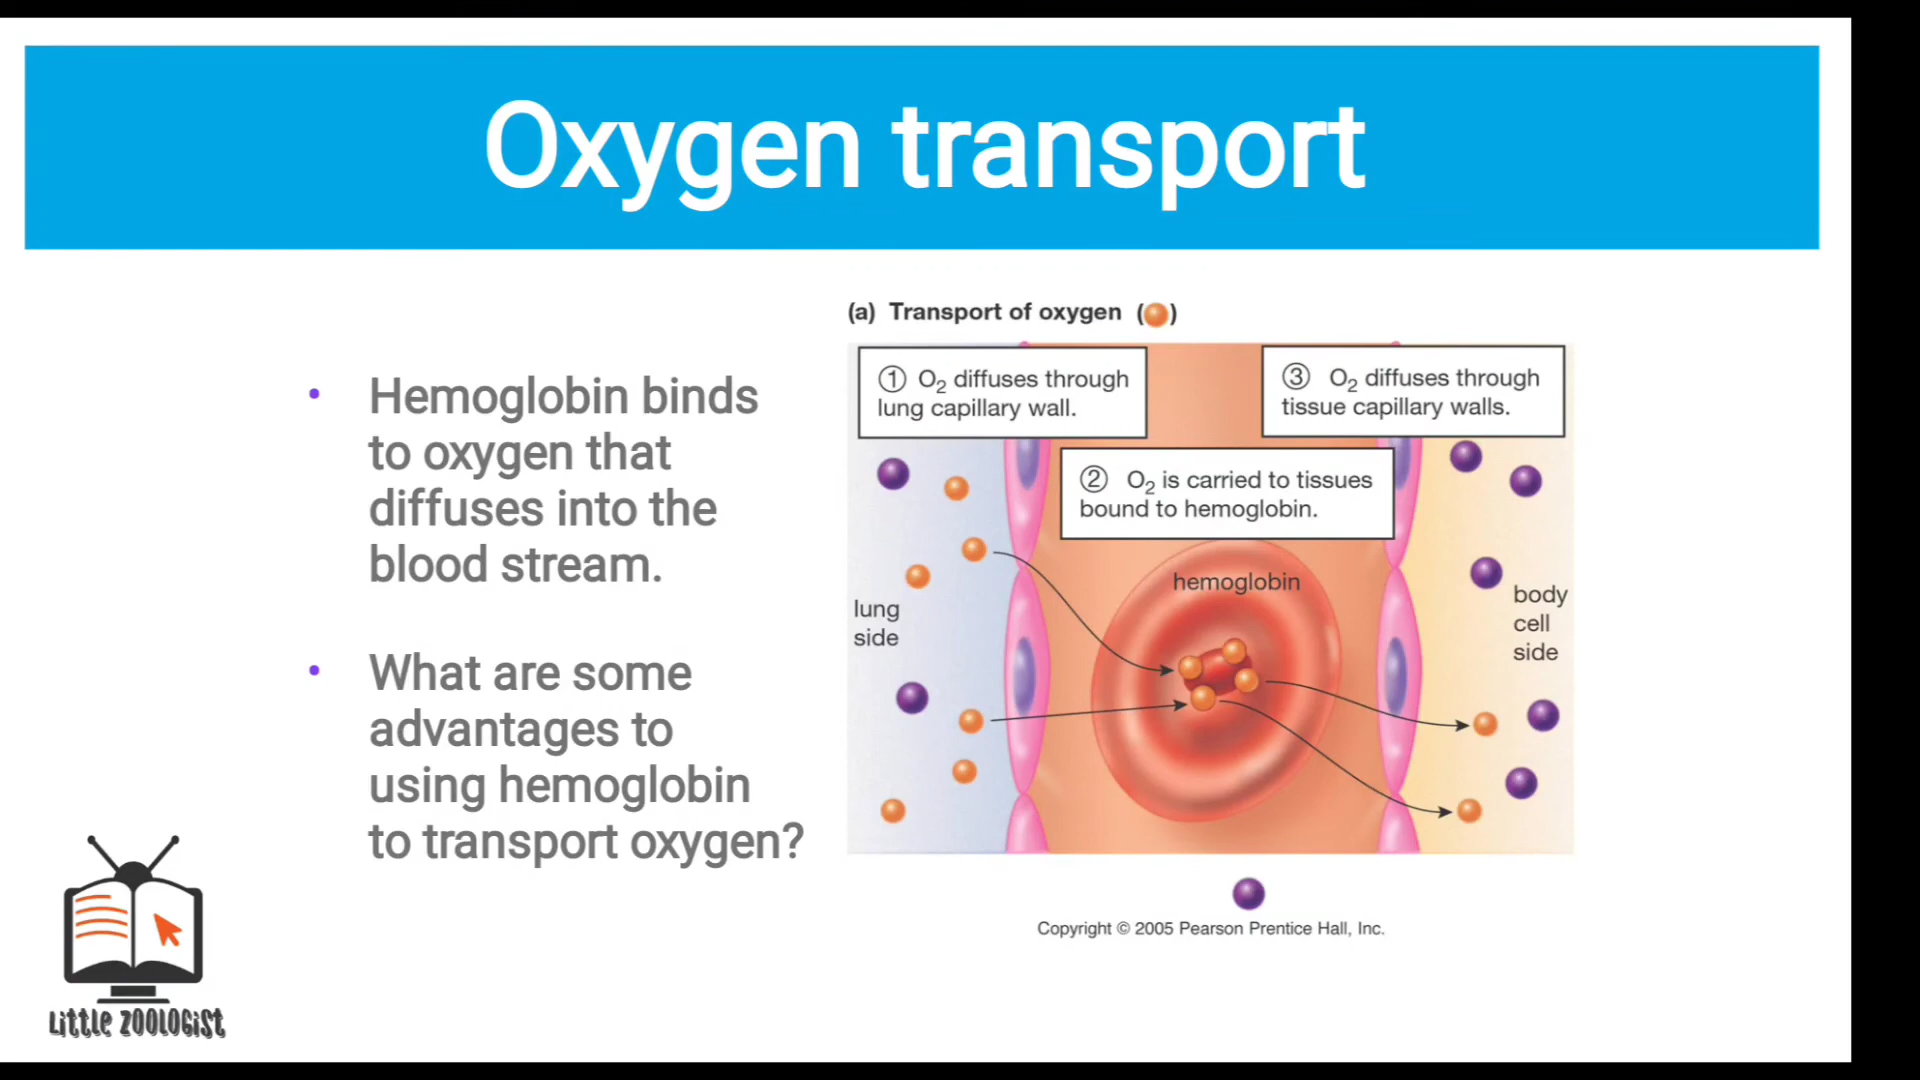 Oxygen transport
• Hemoglobin binds
to oxygen that
diffuses into the
blood stream.
• What are some
advantages to
using hemoglobin
to transport oxygen?
(a) Transport of oxygen ( )
① O₂ diffuses through
lung capillary wall.
③ O₂ diffuses through
tissue capillary walls.
② O₂ is carried to tissues
bound to hemoglobin.
hemoglobin
lung
side
body
cell
side
Copyright © 2005 Pearson Prentice Hall, Inc.
LittLE ZOOLOGiSt